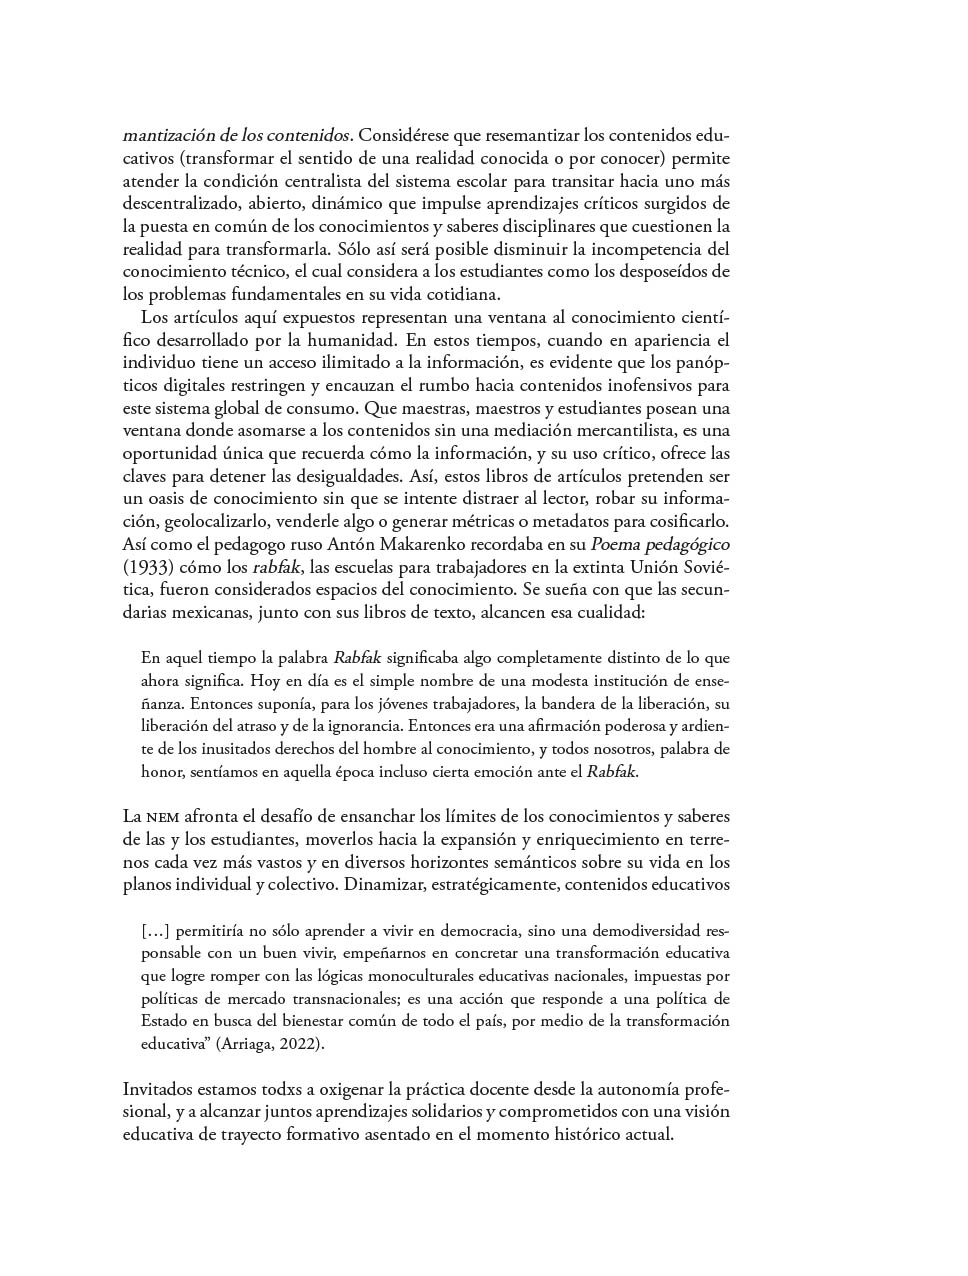 mantización de los contenidos. Considérese que resemantizar los contenidos edu-
cativos (transformar el sentido de una realidad conocida o por conocer) permite
atender la condición centralista del sistema escolar para transitar hacia uno más
descentralizado, abierto, dinámico que impulse aprendizajes críticos surgidos de
la puesta en común de los conocimientos y saberes disciplinares que cuestionen la
realidad para transformarla. Sólo así será posible disminuir la incompetencia del
conocimiento técnico, el cual considera a los estudiantes como los desposeídos de
los problemas fundamentales en su vida cotidiana.
Los artículos aquí expuestos representan una ventana al conocimiento cientí-
fico desarrollado por la humanidad. En estos tiempos, cuando en apariencia el
individuo tiene un acceso ilimitado a la información, es evidente que los panóp-
ticos digitales restringen y encauzan el rumbo hacia contenidos inofensivos para
este sistema global de consumo. Que maestras, maestros y estudiantes posean una
ventana donde asomarse a los contenidos sin una mediación mercantilista, es una
oportunidad única que recuerda cómo la información, y su uso crítico, ofrece las
claves para detener las desigualdades. Así, estos libros de artículos pretenden ser
un oasis de conocimiento sin que se intente distraer al lector, robar su informa-
ción, geolocalizarlo, venderle algo o generar métricas o metadatos para cosificarlo.
Así como el pedagogo ruso Antón Makarenko recordaba en su Poema pedagógico
(1933) cómo los rabfak, las escuelas para trabajadores en la extinta Unión Sovié-
tica, fueron considerados espacios del conocimiento. Se sueña con que las secun-
darias mexicanas, junto con sus libros de texto, alcancen esa cualidad:
En aquel tiempo la palabra Rabfak significaba algo completamente distinto de lo que
ahora significa. Hoy en día es el simple nombre de una modesta institución de ense-
ñanza. Entonces suponía, para los jóvenes trabajadores, la bandera de la liberación, su
liberación del atraso y de la ignorancia. Entonces era una afirmación poderosa y ardien-
te de los inusitados derechos del hombre al conocimiento, y todos nosotros, palabra de
honor, sentíamos en aquella época incluso cierta emoción ante el Rabfak.
La NEM afronta el desafío de ensanchar los límites de los conocimientos y saberes
de las y los estudiantes, moverlos hacia la expansión y enriquecimiento en terre-
nos cada vez más vastos y en diversos horizontes semánticos sobre su vida en los
planos individual y colectivo. Dinamizar, estratégicamente, contenidos educativos
[…] permitiría no sólo aprender a vivir en democracia, sino una demodiversidad res-
ponsable con un buen vivir, empeñarnos en concretar una transformación educativa
que logre romper con las lógicas monoculturales educativas nacionales, impuestas por
políticas de mercado transnacionales; es una acción que responde a una política de
Estado en busca del bienestar común de todo el país, por medio de la transformación
educativa” (Arriaga, 2022).
Invitados estamos todxs a oxigenar la práctica docente desde la autonomía profe-
sional, y a alcanzar juntos aprendizajes solidarios y comprometidos con una visión
educativa de trayecto formativo asentado en el momento histórico actual.